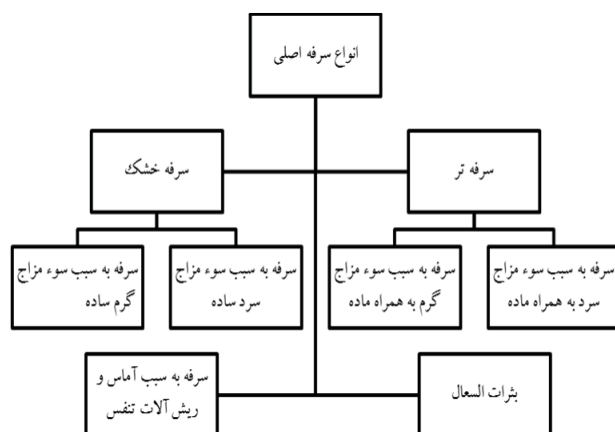 انواع سرفه اصلی
سرفه تر
سرفه خشک
سرفه به سبب سوء مزاج
سرد به همراه ماده
سرفه به سبب سوء مزاج
گرم به همراه ماده
سرفه به سبب سوء مزاج
سرد ساده
سرفه به سبب سوء مزاج
گرم ساده
بثرات السعال
سرفه به سبب آماس و
ریش آلات تنفس